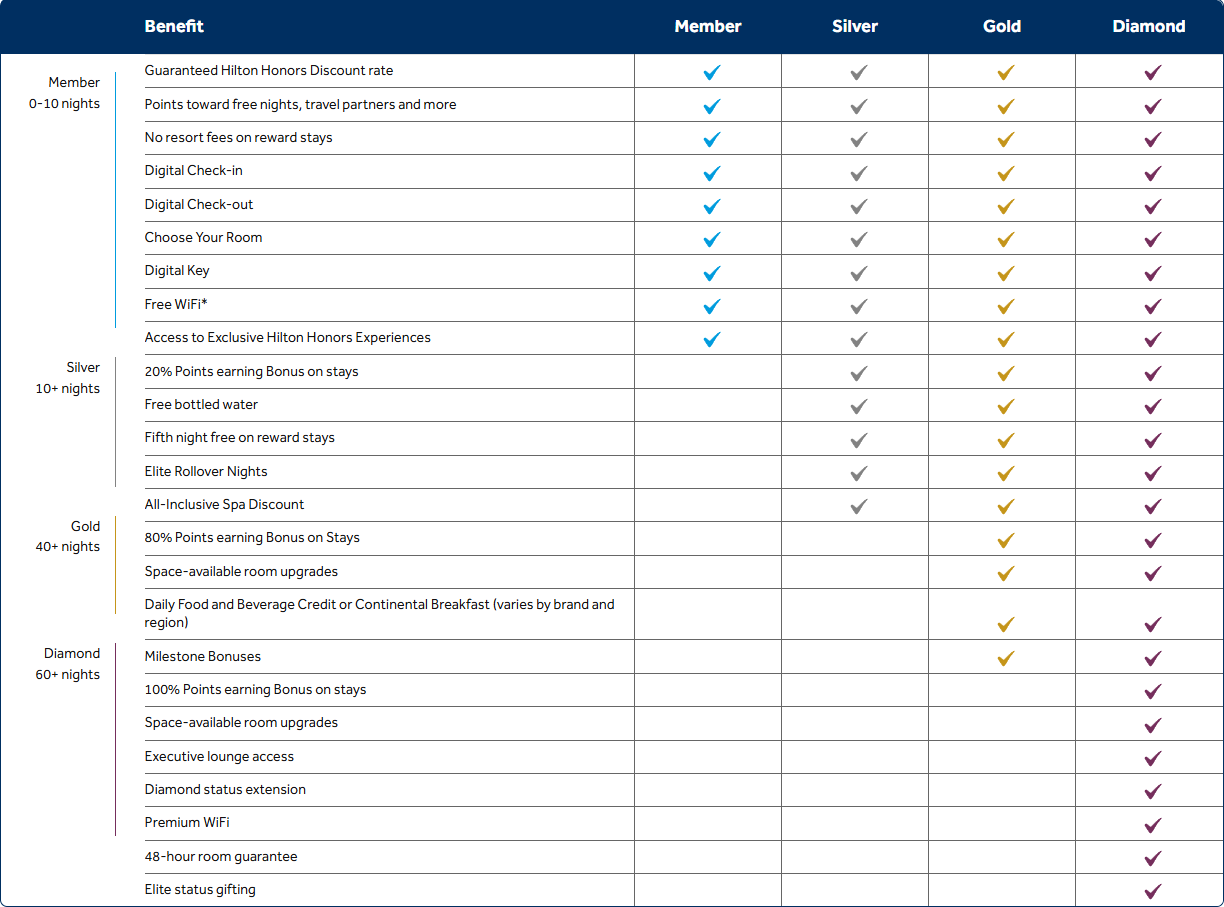 Benefit Member Silver Gold Diamond
Member
0-10 nights
Guaranteed Hilton Honors Discount rate
Points toward free nights, travel partners and more
No resort fees on reward stays
Digital Check-in
Digital Check-out
Choose Your Room
Digital Key
Free WiFi*
Access to Exclusive Hilton Honors Experiences
Silver
10+ nights
20% Points earning Bonus on stays
Free bottled water
Fifth night free on reward stays
Elite Rollover Nights
All-Inclusive Spa Discount
Gold
40+ nights
80% Points earning Bonus on Stays
Space-available room upgrades
Daily Food and Beverage Credit or Continental Breakfast (varies by brand and
region)
Diamond
60+ nights
Milestone Bonuses
100% Points earning Bonus on stays
Space-available room upgrades
Executive lounge access
Diamond status extension
Premium WiFi
48-hour room guarantee
Elite status gifting